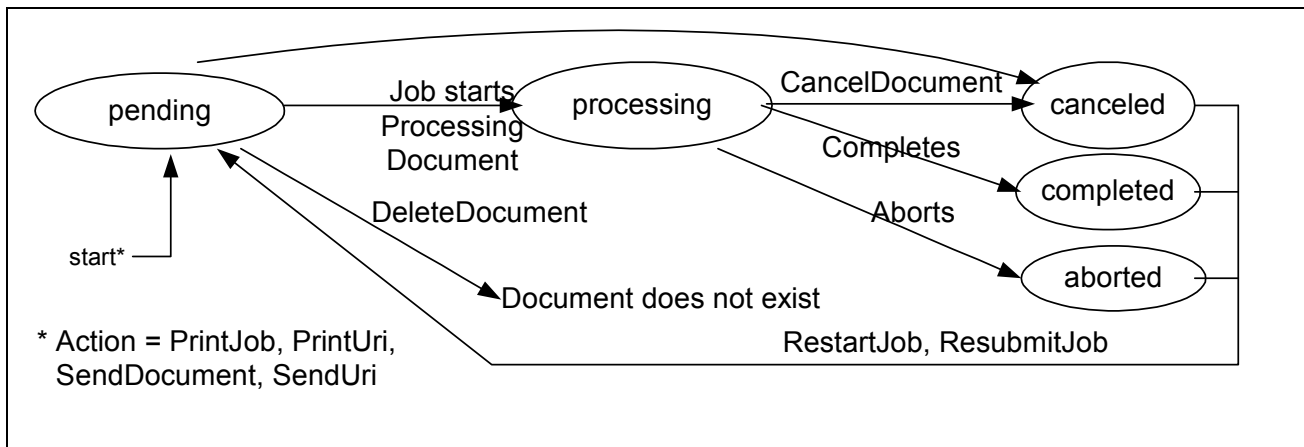 pending
Job starts
Processing
Document
processing
CancelDocument
canceled
Completes
completed
DeleteDocument
Aborts
aborted
start*
Document does not exist
* Action = PrintJob, PrintUri,
SendDocument, SendUri
RestartJob, ResubmitJob